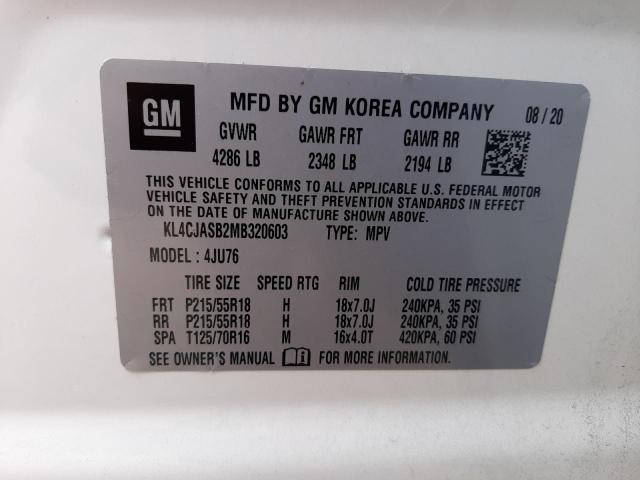 GM
MFD BY GM KOREA COMPANY 08 / 20
GVWR GAWR FRT GAWR RR
4286 LB 2348 LB 2194 LB
THIS VEHICLE CONFORMS TO ALL APPLICABLE U.S. FEDERAL MOTOR
VEHICLE SAFETY AND THEFT PREVENTION STANDARDS IN EFFECT
ON THE DATE OF MANUFACTURE SHOWN ABOVE.
KL4CJASB2MB320603 TYPE: MPV
MODEL : 4JU76
TIRE SIZE SPEED RTG RIM COLD TIRE PRESSURE
FRT P215/55R18 H 18x7.0J 240KPA, 35 PSI
RR P215/55R18 H 18x7.0J 240KPA, 35 PSI
SPA T125/70R16 M 16x4.0T 420KPA, 60 PSI
SEE OWNER'S MANUAL FOR MORE INFORMATION.